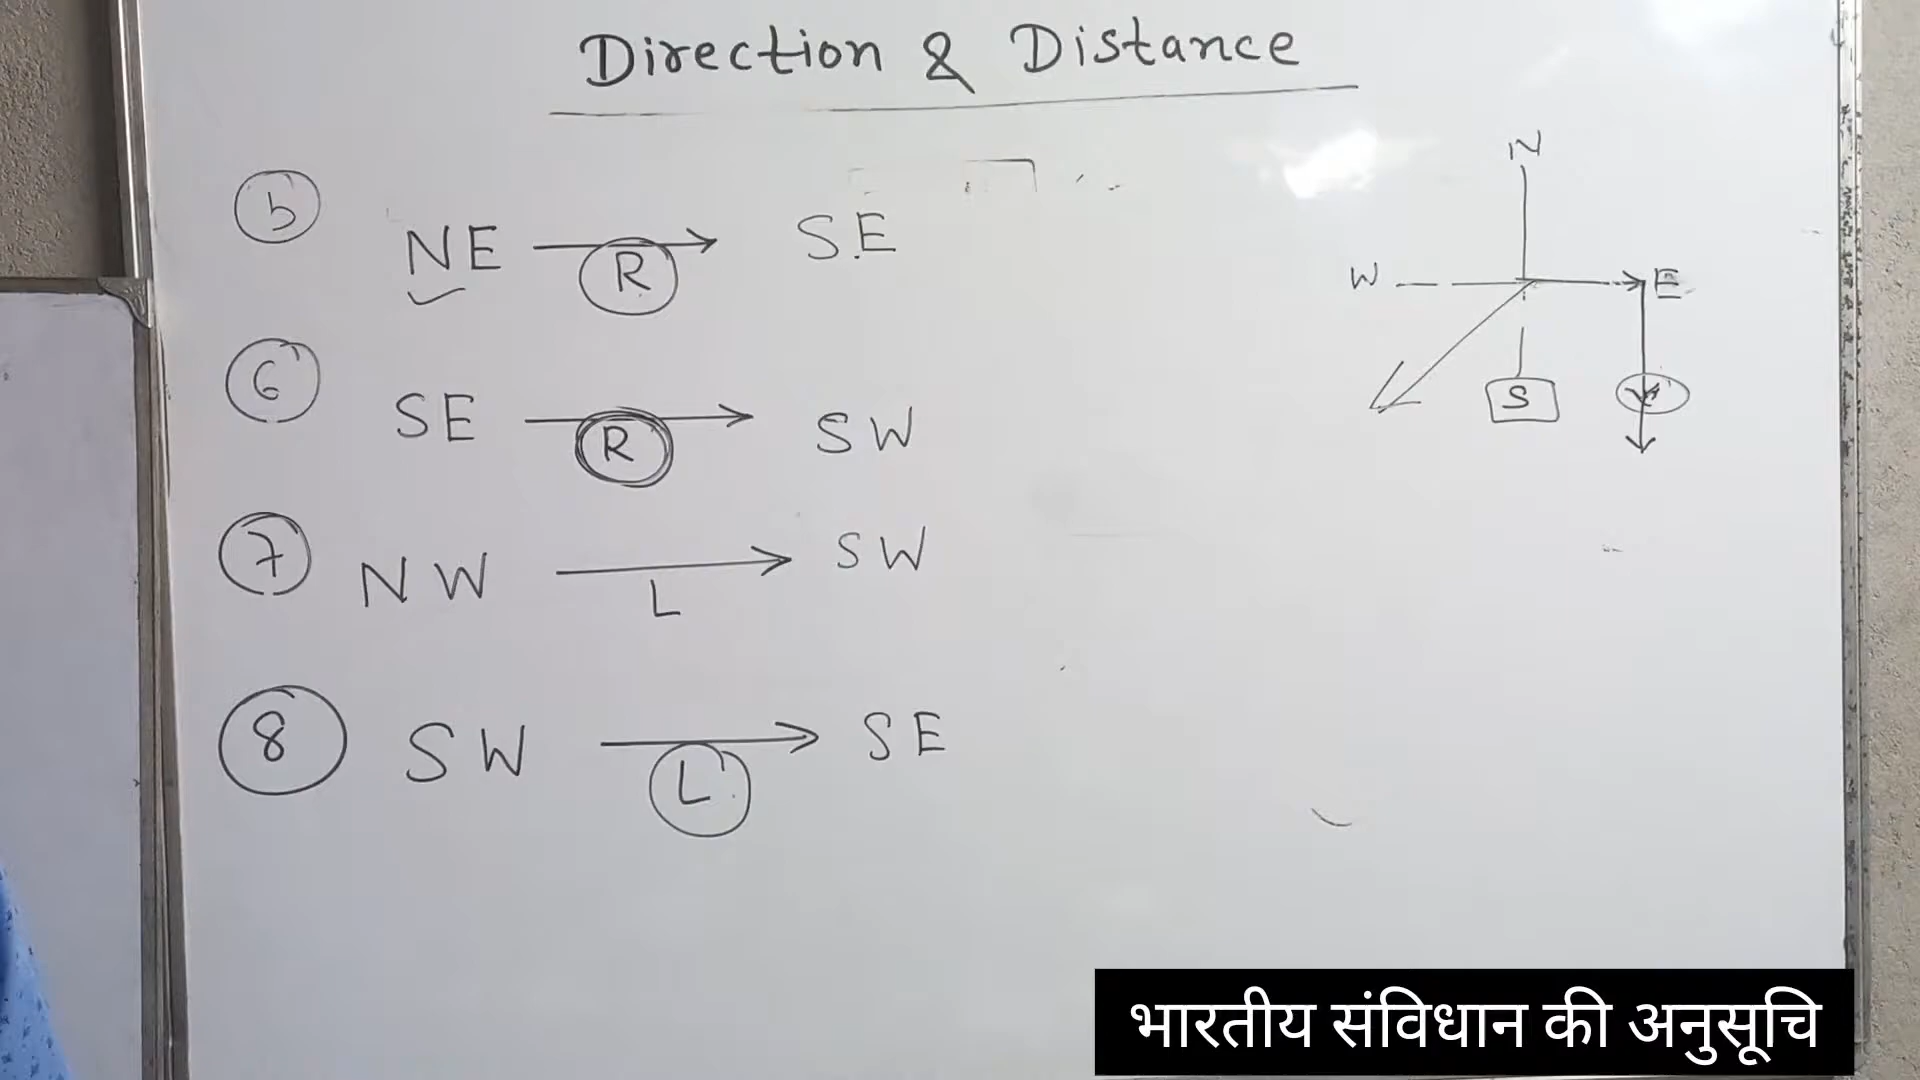 Direction & Distance
5 NE → SE
R
6 SE → SW
R
7 NW → SW
L
8 SW → SE
L
N
W E
S
भारतीय संविधान की अनुसूचि